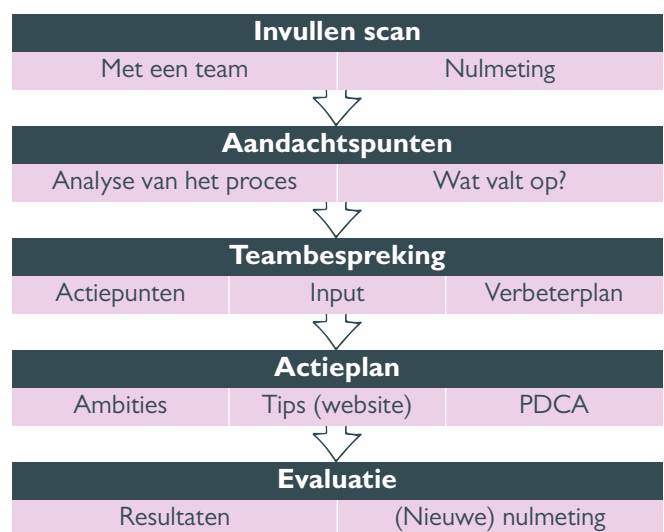 Invullen scan
Met een team Nulmeting
Aandachtspunten
Analyse van het proces Wat valt op?
Teambespreking
Actiepunten Input Verbeterplan
Actieplan
Ambities Tips (website) PDCA
Evaluatie
Resultaten (Nieuwe) nulmeting